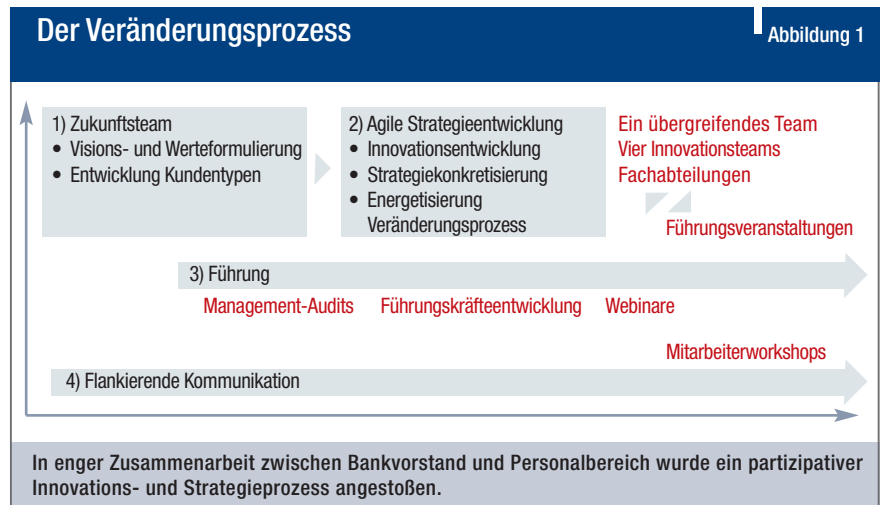 Der Veränderungsprozess
Abbildung 1
1) Zukunftsteam
• Visions- und Werteformulierung
• Entwicklung Kundentypen
2) Agile Strategieentwicklung
• Innovationsentwicklung
• Strategiekonkretisierung
• Energetisierung
Veränderungsprozess
Ein übergreifendes Team
Vier Innovationsteams
Fachabteilungen
Führungsveranstaltungen
3) Führung
Management-Audits
Führungskräfteentwicklung
Webinare
Mitarbeiterworkshops
4) Flankierende Kommunikation
In enger Zusammenarbeit zwischen Bankvorstand und Personalbereich wurde ein partizipativer
Innovations- und Strategieprozess angestoßen.